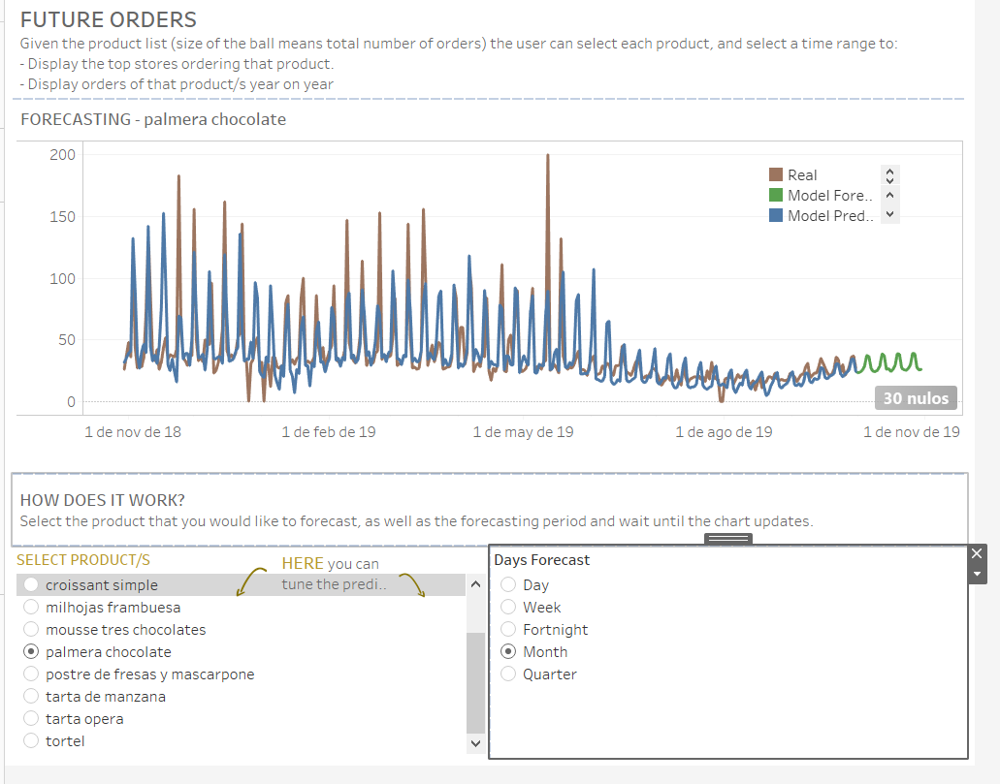 FUTURE ORDERS
Given the product list (size of the ball means total number of orders) the user can select each product, and select a time range to:
- Display the top stores ordering that product.
- Display orders of that product/s year on year
FORECASTING - palmera chocolate
200
150
100
50
0
Real
Model Fore..
Model Pred..
30 nulos
1 de nov de 18
1 de feb de 19
1 de may de 19
1 de ago de 19
1 de nov de 19
HOW DOES IT WORK?
Select the product that you would like to forecast, as well as the forecasting period and wait until the chart updates.
SELECT PRODUCT/S
HERE you can
tune the predi..
croissant simple
milhojas frambuesa
mousse tres chocolates
palmera chocolate
postre de fresas y mascarpone
tarta de manzana
tarta opera
tortel
Days Forecast
Day
Week
Fortnight
Month
Quarter